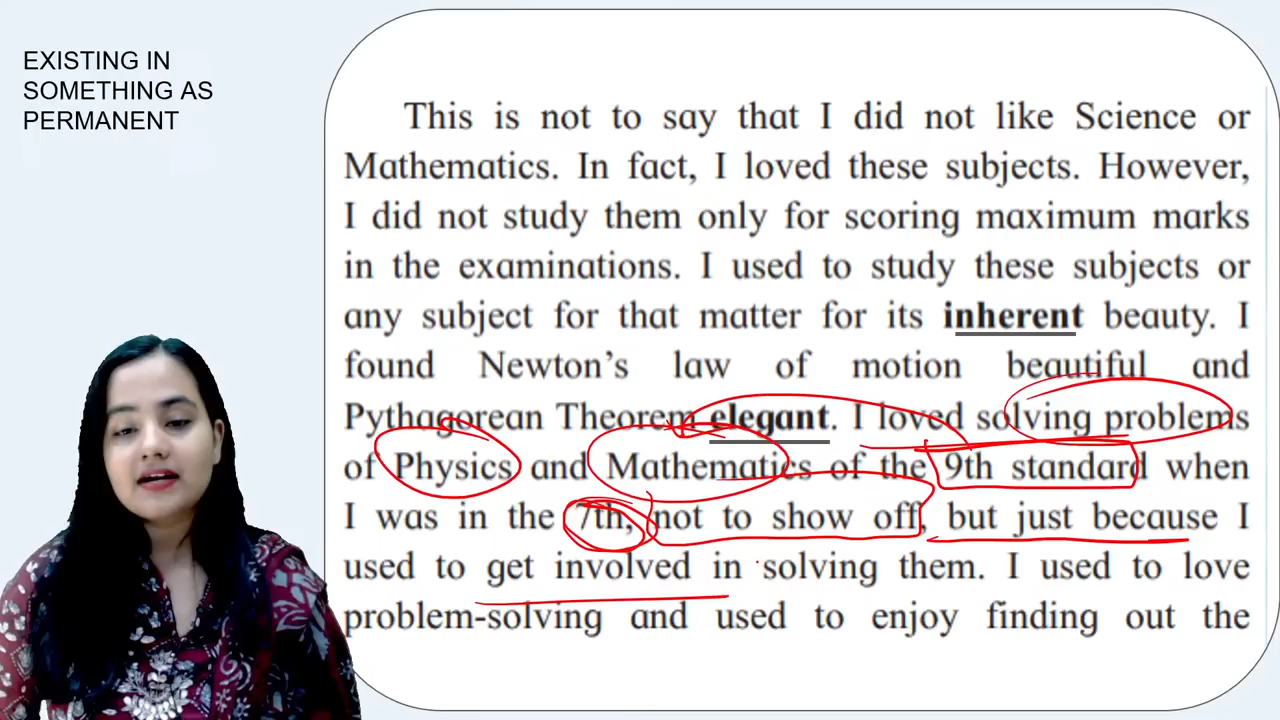 EXISTING IN
SOMETHING AS
PERMANENT
This is not to say that I did not like Science or
Mathematics. In fact, I loved these subjects. However,
I did not study them only for scoring maximum marks
in the examinations. I used to study these subjects or
any subject for that matter for its inherent beauty. I
found Newton's law of motion beautiful and
Pythagorean Theorem elegant. I loved solving problems
of Physics and Mathematics of the 9th standard when
I was in the 7th, not to show off, but just because I
used to get involved in solving them. I used to love
problem-solving and used to enjoy finding out the